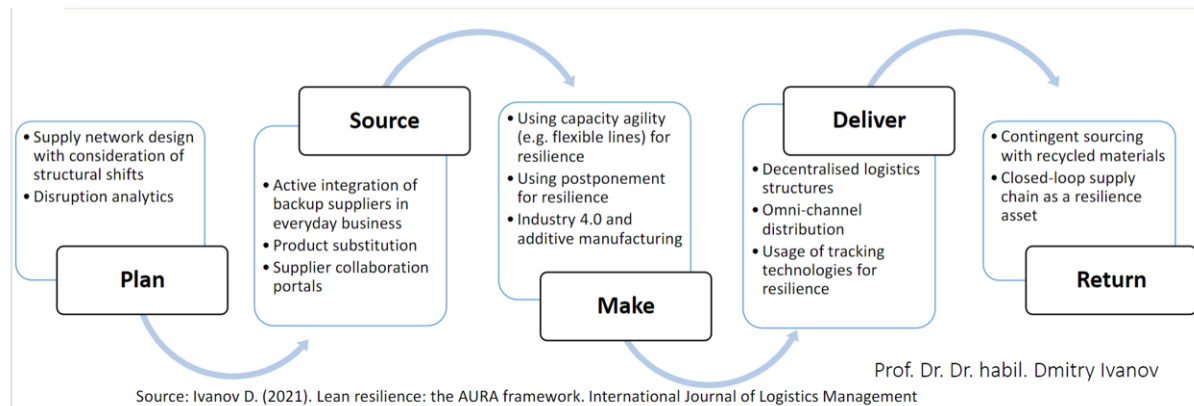 • Supply network design
with consideration of
structural shifts
• Disruption analytics
Plan
Source
• Active integration of
backup suppliers in
everyday business
• Product substitution
• Supplier collaboration
portals
• Using capacity agility
(e.g. flexible lines) for
resilience
• Using postponement
for resilience
• Industry 4.0 and
additive manufacturing
Make
Deliver
• Decentralised logistics
structures
• Omni-channel
distribution
• Usage of tracking
technologies for
resilience
• Contingent sourcing
with recycled materials
• Closed-loop supply
chain as a resilience
asset
Return
Prof. Dr. Dr. habil. Dmitry Ivanov
Source: Ivanov D. (2021). Lean resilience: the AURA framework. International Journal of Logistics Management